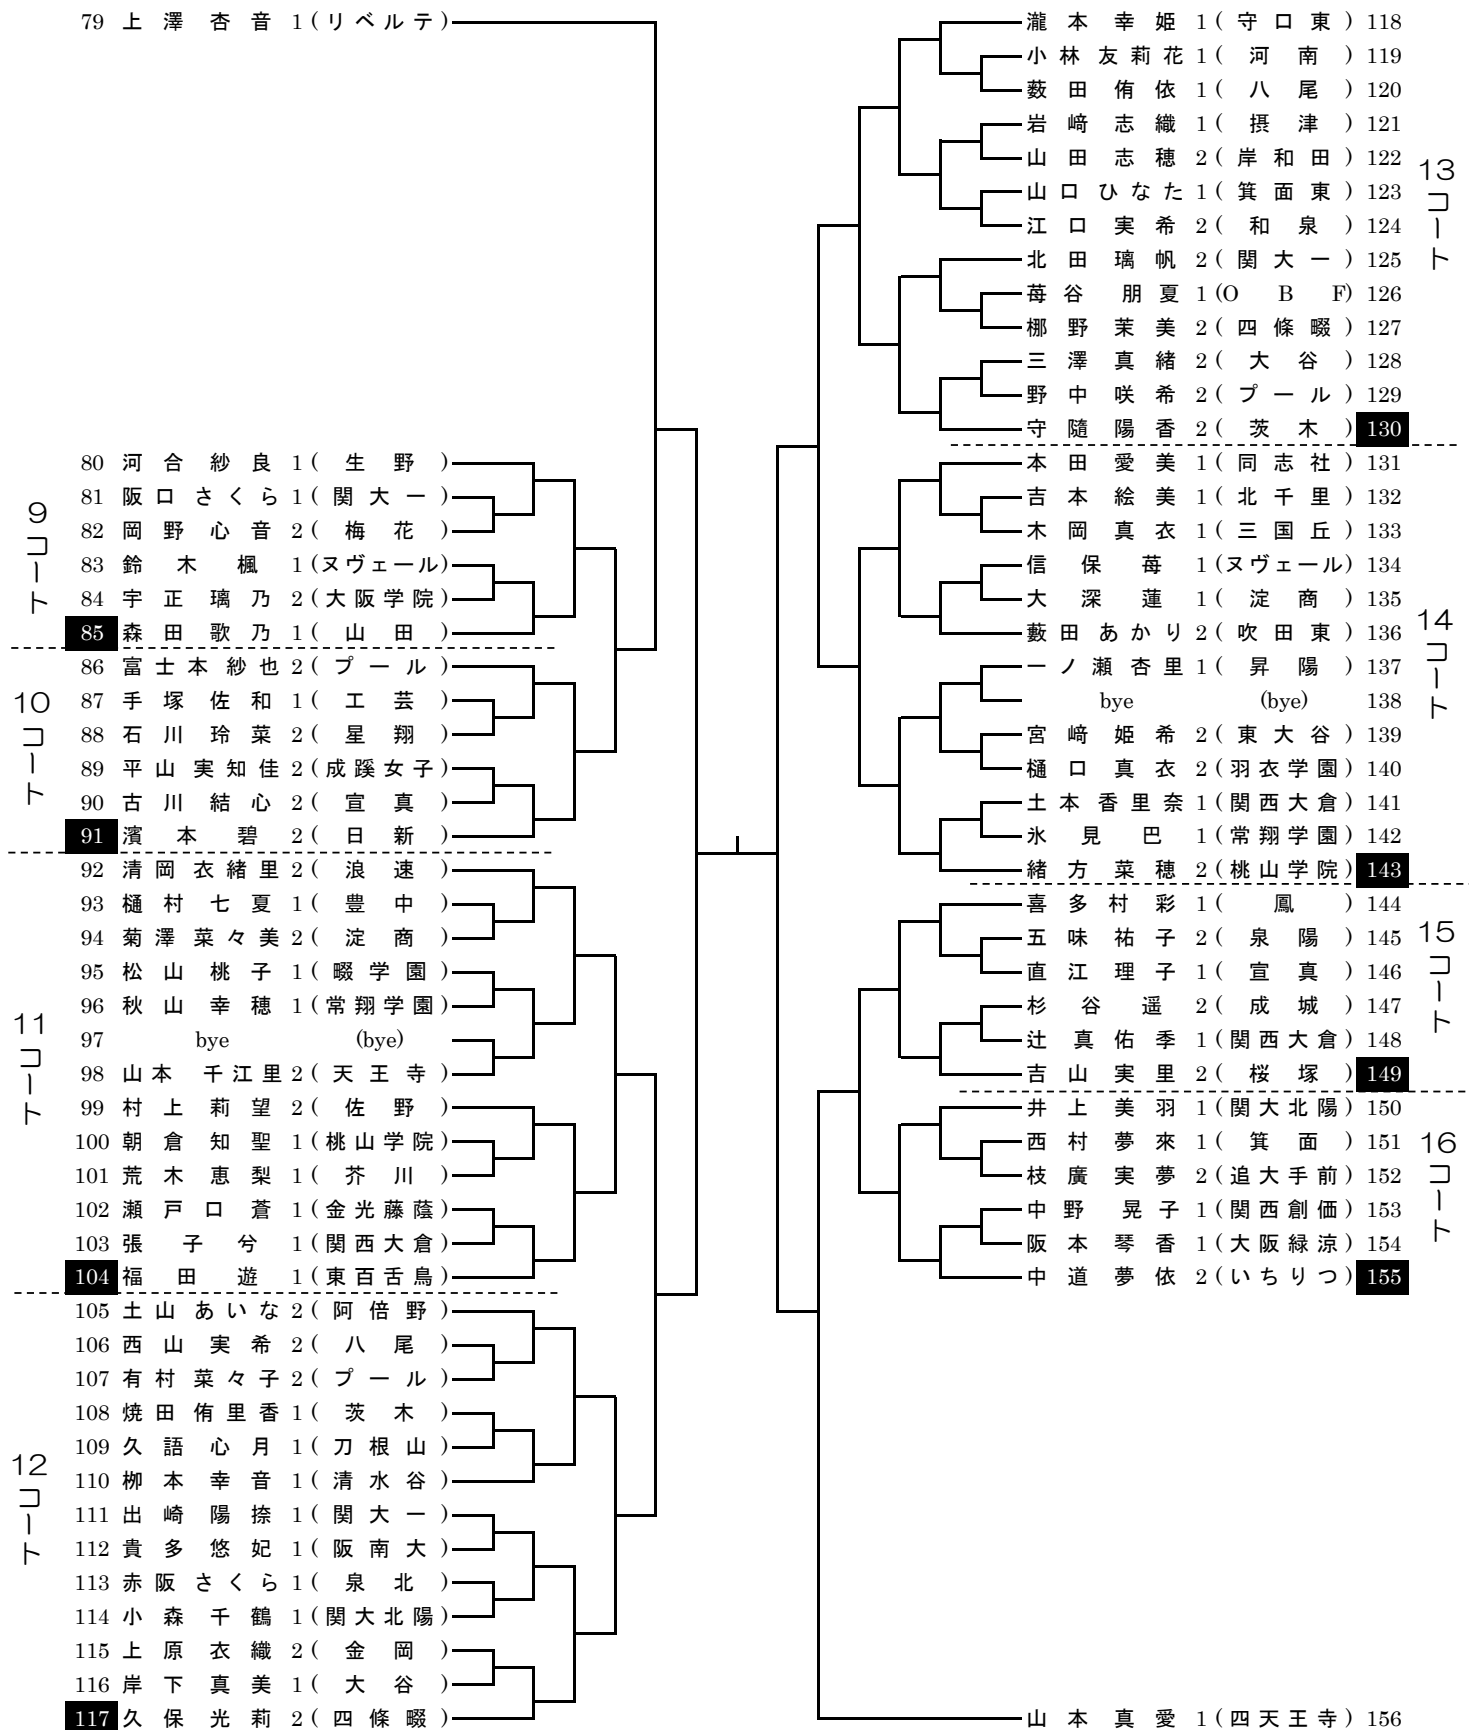 79 上澤杏音 1 (リベルテ)
9コート
80 河合紗良 1 (生野)
81 阪口さくら 1 (関大一)
82 岡野心音 2 (梅花)
83 鈴木楓 1 (ヌヴェール)
84 宇正璃乃 2 (大阪学院)
85 森田歌乃 1 (山田)
10コート
86 富士本紗也 2 (プール)
87 手塚佐和 1 (工芸)
88 石川玲菜 2 (星翔)
89 平山実知佳 2 (成蹊女子)
90 古川結心 2 (宣真)
91 濱本碧 2 (日新)
11コート
92 清岡衣緒里 2 (浪速)
93 樋村七夏 1 (豊中)
94 菊澤菜々美 2 (淀商)
95 松山桃子 1 (畷学園)
96 秋山幸穂 1 (常翔学園)
97 bye (bye)
98 山本千江里 2 (天王寺)
99 村上莉望 2 (佐野)
100 朝倉知聖 1 (桃山学院)
101 荒木恵梨 1 (芥川)
102 瀬戸口蒼 1 (金光藤蔭)
103 張子兮 1 (関西大倉)
104 福田遊 1 (東百舌鳥)
12コート
105 土山あいな 2 (阿倍野)
106 西山実希 2 (八尾)
107 有村菜々子 2 (プール)
108 焼田侑里香 1 (茨木)
109 久語心月 1 (刀根山)
110 栁本幸音 1 (清水谷)
111 出崎陽捺 1 (関大一)
112 貴多悠妃 1 (阪南大)
113 赤阪さくら 1 (泉北)
114 小森千鶴 1 (関大北陽)
115 上原衣織 2 (金岡)
116 岸下真美 1 (大谷)
117 久保光莉 2 (四條畷)
瀧本幸姫 1 (守口東) 118
小林友莉花 1 (河南) 119
薮田侑依 1 (八尾) 120
岩﨑志織 1 (摂津) 121
山田志穂 2 (岸和田) 122
山口ひなた 1 (箕面東) 123
江口実希 2 (和泉) 124
北田璃帆 2 (関大一) 125
苺谷朋夏 1 (OBF) 126
梛野茉美 2 (四條畷) 127
三澤真緒 2 (大谷) 128
野中咲希 2 (プール) 129
守隨陽香 2 (茨木) 130
13コート
本田愛美 1 (同志社) 131
吉本絵美 1 (北千里) 132
木岡真衣 1 (三国丘) 133
信保苺 1 (ヌヴェール) 134
大深蓮 1 (淀商) 135
藪田あかり 2 (吹田東) 136
一ノ瀬杏里 1 (昇陽) 137
bye (bye) 138
宮﨑姫希 2 (東大谷) 139
樋口真衣 2 (羽衣学園) 140
土本香里奈 1 (関西大倉) 141
氷見巴 1 (常翔学園) 142
緒方菜穂 2 (桃山学院) 143
14コート
喜多村彩 1 (鳳) 144
五味祐子 2 (泉陽) 145
直江理子 1 (宣真) 146
杉谷遥 2 (成城) 147
辻真佑季 1 (関西大倉) 148
吉山実里 2 (桜塚) 149
15コート
井上美羽 1 (関大北陽) 150
西村夢來 1 (箕面) 151
枝廣実夢 2 (追大手前) 152
中野晃子 1 (関西創価) 153
阪本琴香 1 (大阪緑涼) 154
中道夢依 2 (いちりつ) 155
16コート
山本真愛 1 (四天王寺) 156